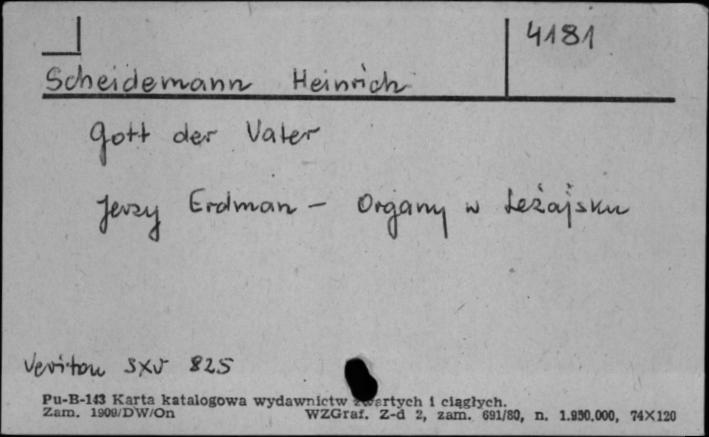 4181
Scheidemann Heinrich
Gott der Vater
Jerzy Erdman - Organy w Leżajsku
Veriton SXV 825
Pu-B-143 Karta katalogowa wydawnictw zwartych i ciągłych.
Zam. 1909/DW/On WZGraf. Z-d 2, zam. 691/80, n. 1.950.000, 74X120